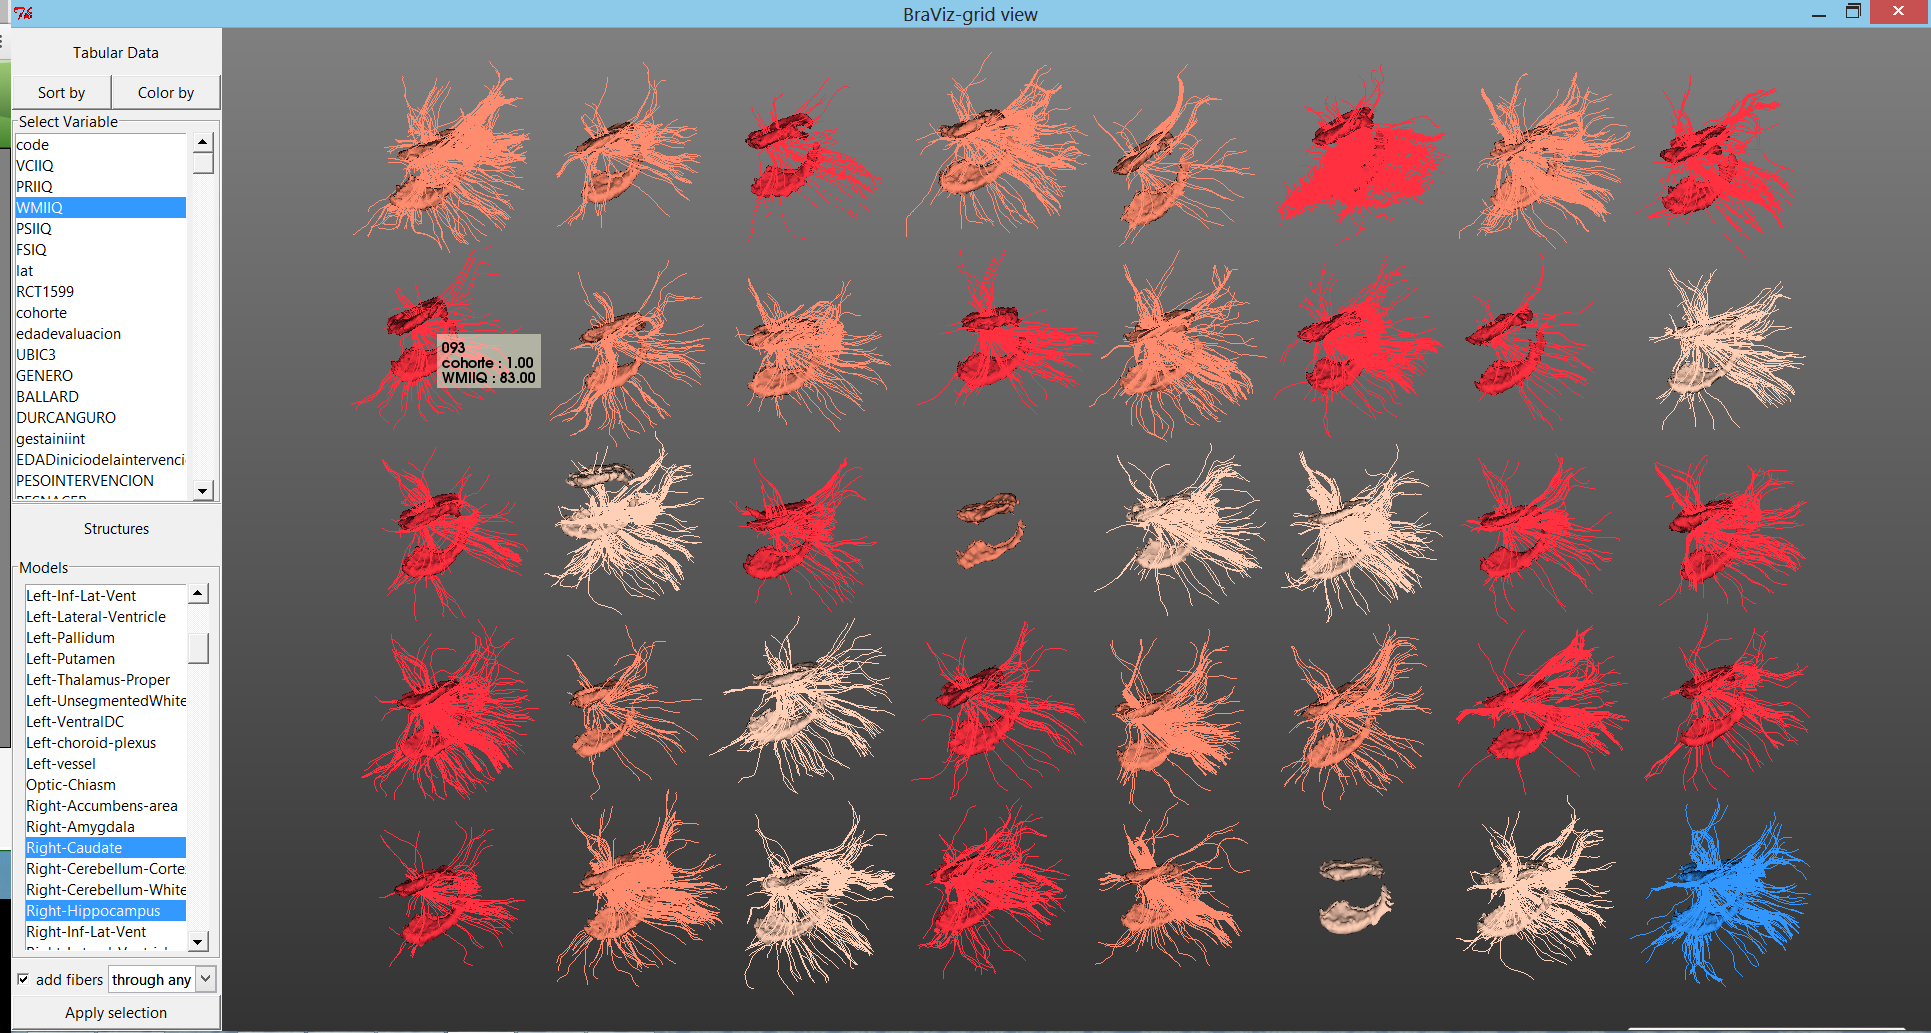 BraViz-grid view
Tabular Data
Sort by
Color by
Select Variable
code
VCIIQ
PRIIQ
WMIIQ
PSIIQ
FSIQ
lat
RCT1599
cohorte
edadevaluacion
UBIC3
GENERO
BALLARD
DURCANGURO
gestainiint
EDADiniciodelaintervenci
PESOINTERVENCION
Structures
Models
Left-Inf-Lat-Vent
Left-Lateral-Ventricle
Left-Pallidum
Left-Putamen
Left-Thalamus-Proper
Left-UnsegmentedWhite
Left-VentralDC
Left-choroid-plexus
Left-vessel
Optic-Chiasm
Right-Accumbens-area
Right-Amygdala
Right-Caudate
Right-Cerebellum-Corte
Right-Cerebellum-White
Right-Hippocampus
Right-Inf-Lat-Vent
add fibers through any
Apply selection
093
cohorte : 1.00
WMIIQ : 83.00